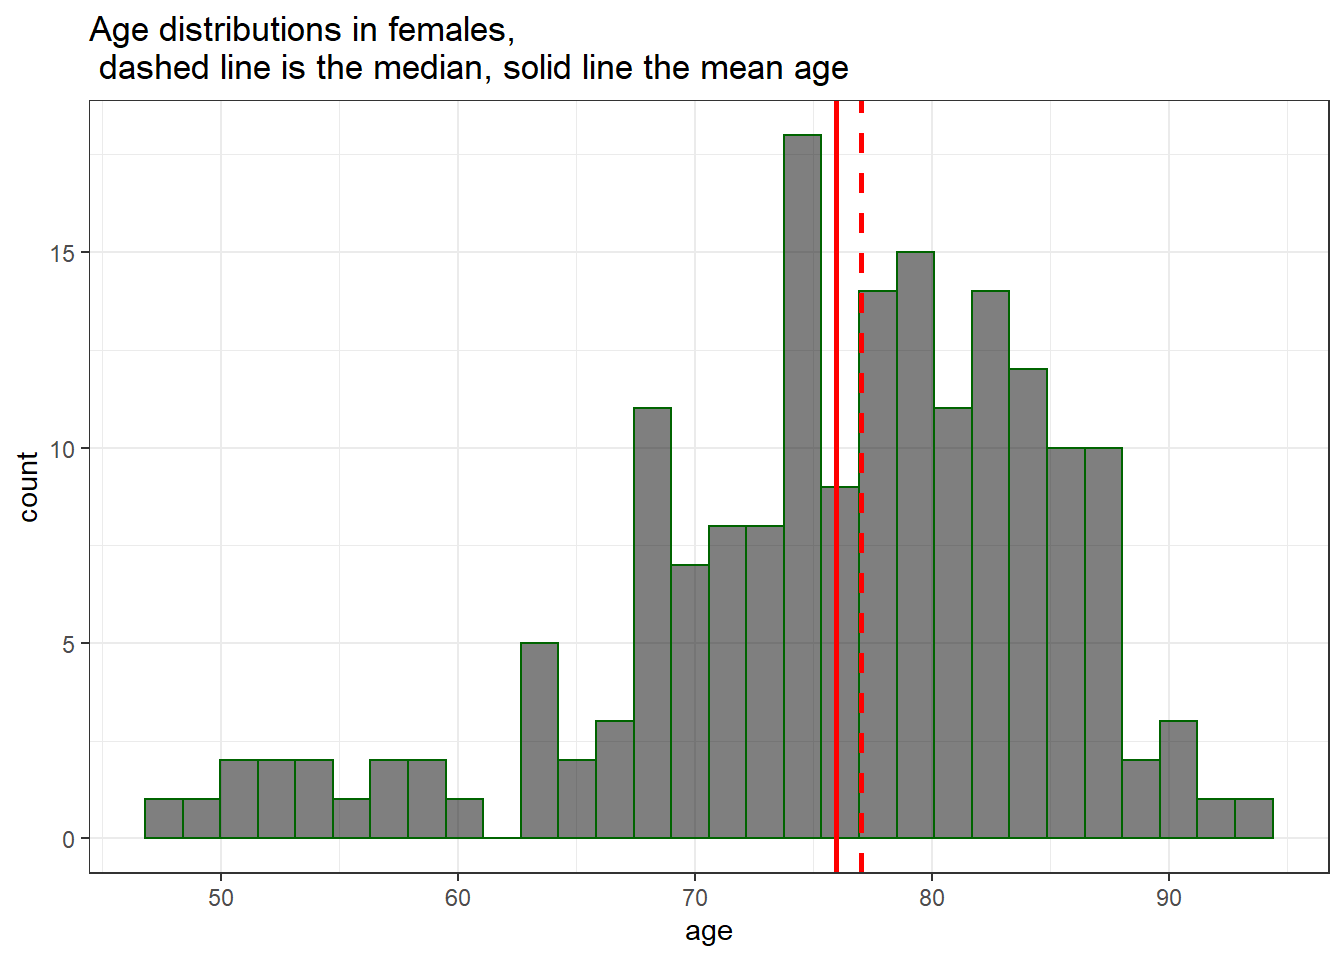 Age distributions in females,
dashed line is the median, solid line the mean age
15
10
5
0
count
50 60 70 80 90
age